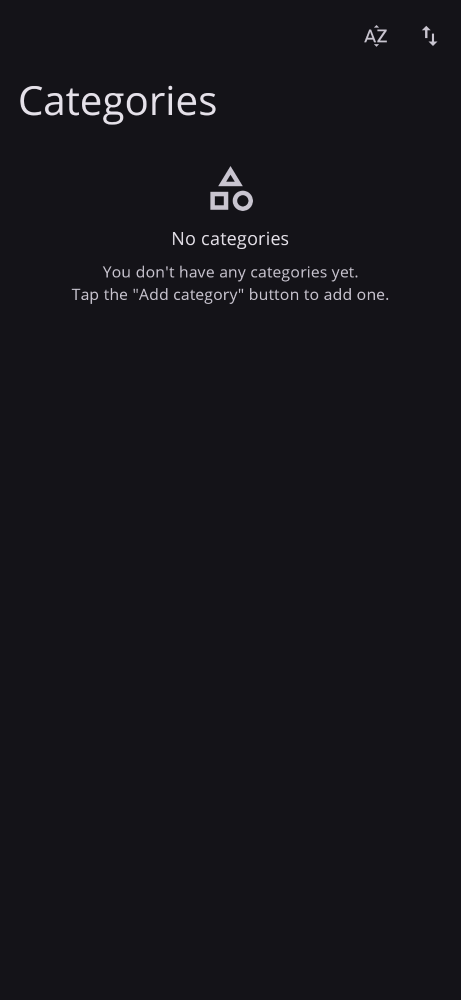 AZ
Categories
No categories
You don't have any categories yet.
Tap the "Add category" button to add one.